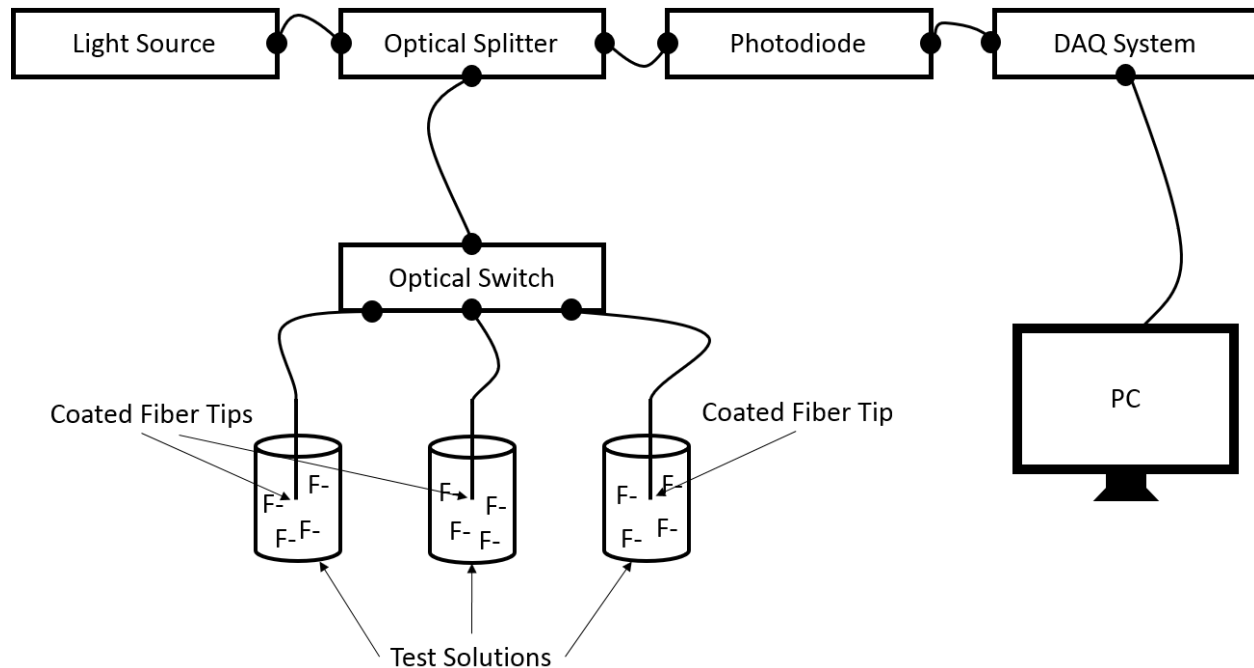 Light Source
Optical Splitter
Photodiode
DAQ System
Optical Switch
Coated Fiber Tips
Coated Fiber Tip
PC
F-
F-
F-
F-
F-
F-
F-
F-
F-
F-
F-
F-
Test Solutions